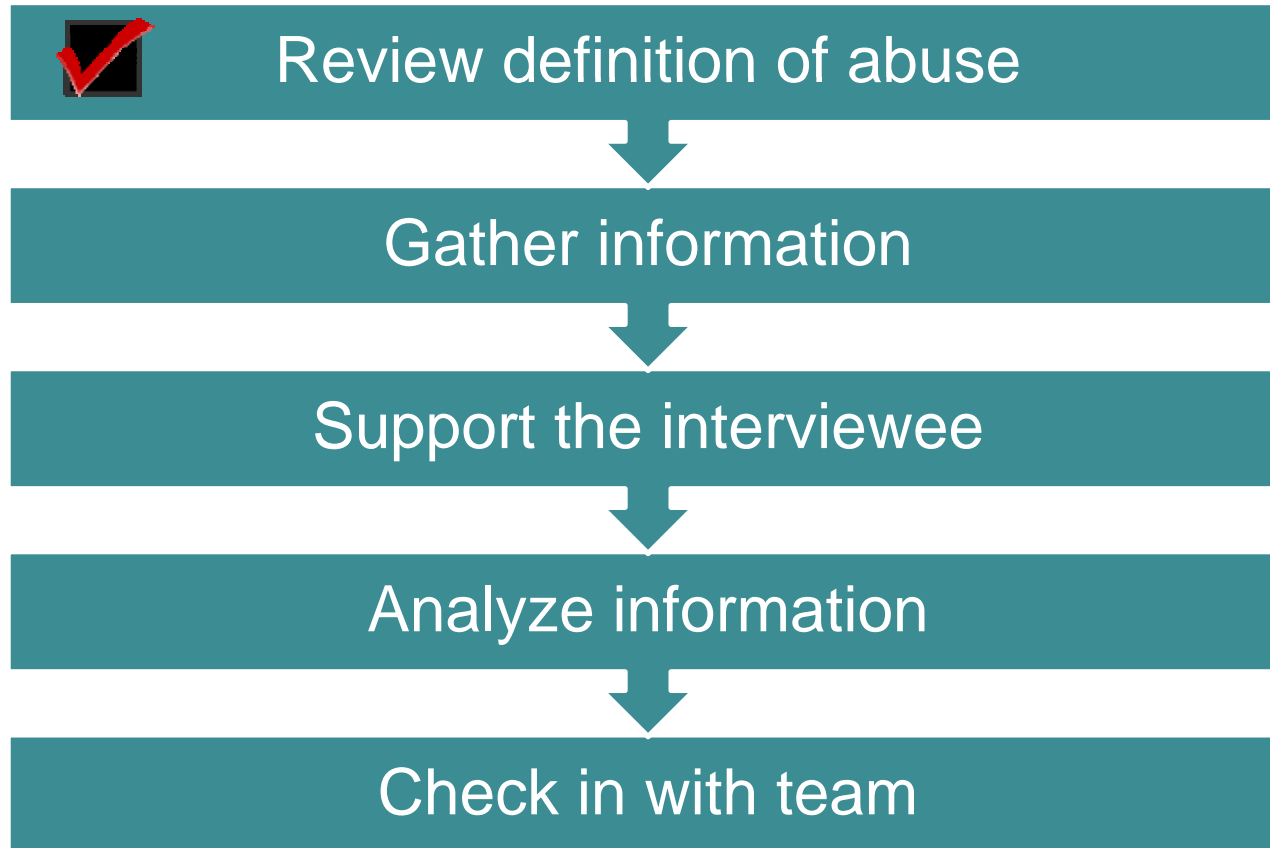 Review definition of abuse
Gather information
Support the interviewee
Analyze information
Check in with team